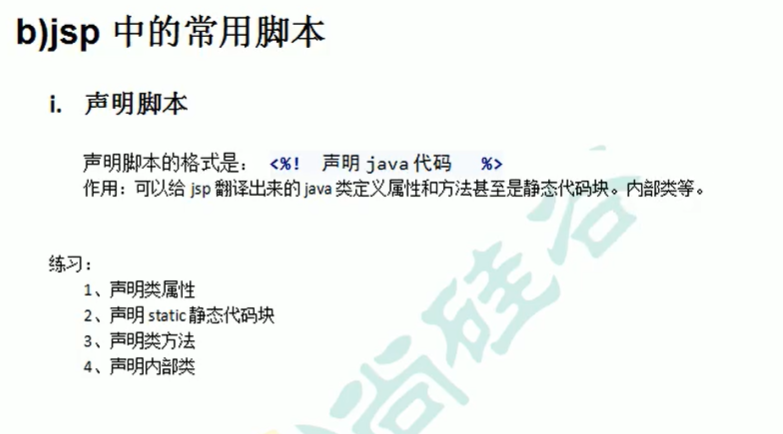 b)jsp 中的常用脚本
i. 声明脚本
声明脚本的格式是： <%! 声明 java 代码 %>
作用：可以给 jsp 翻译出来的 java 类定义属性和方法甚至是静态代码块。内部类等。
练习：
1、声明类属性
2、声明 static 静态代码块
3、声明类方法
4、声明内部类
尚硅谷